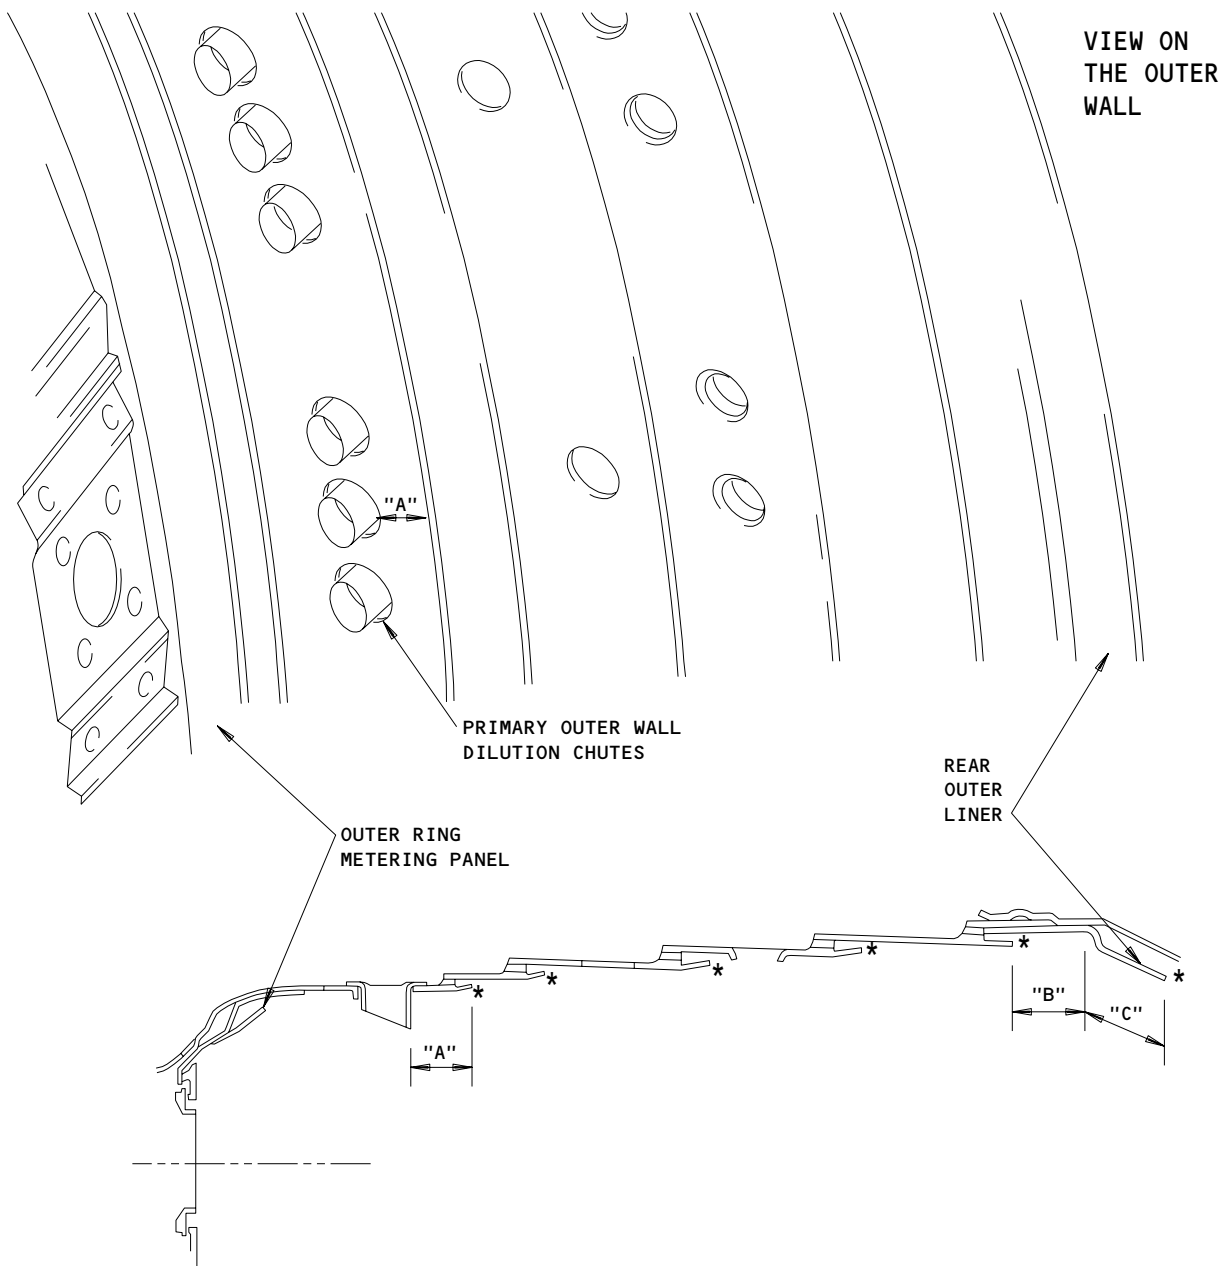 VIEW ON
THE OUTER
WALL
"A"
PRIMARY OUTER WALL
DILUTION CHUTES
REAR
OUTER
LINER
OUTER RING
METERING PANEL
*
*
*
*
*
*
"B"
"C"
"A"